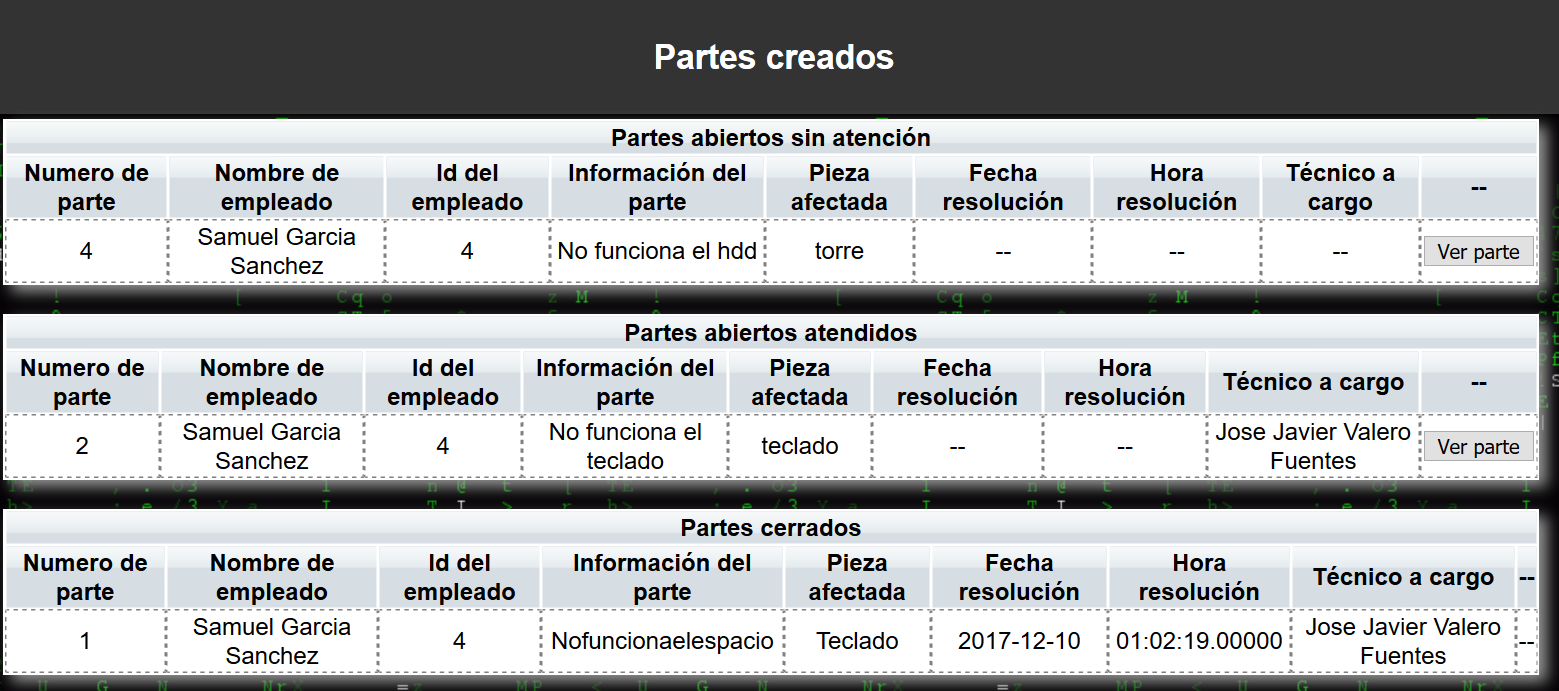 Partes creados
Partes abiertos sin atención
Numero de parte Nombre de empleado Id del empleado Información del parte Pieza afectada Fecha resolución Hora resolución Técnico a cargo --
4 Samuel Garcia Sanchez 4 No funciona el hdd torre -- -- -- Ver parte
Partes abiertos atendidos
Numero de parte Nombre de empleado Id del empleado Información del parte Pieza afectada Fecha resolución Hora resolución Técnico a cargo --
2 Samuel Garcia Sanchez 4 No funciona el teclado teclado -- -- Jose Javier Valero Fuentes Ver parte
Partes cerrados
Numero de parte Nombre de empleado Id del empleado Información del parte Pieza afectada Fecha resolución Hora resolución Técnico a cargo --
1 Samuel Garcia Sanchez 4 Nofuncionaelespacio Teclado 2017-12-10 01:02:19.00000 Jose Javier Valero Fuentes --